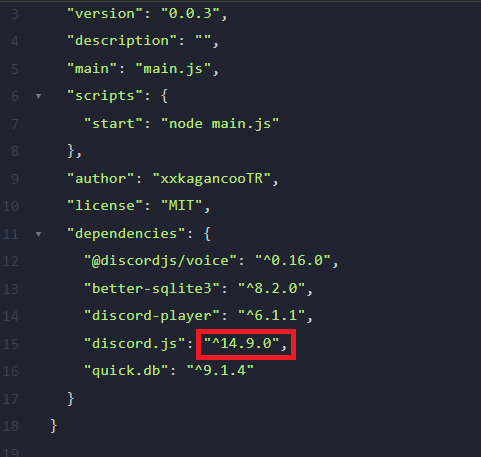 3 "version": "0.0.3",
4 "description": "",
5 "main": "main.js",
6 "scripts": {
7 "start": "node main.js"
8 },
9 "author": "xxkagancooTR",
10 "license": "MIT",
11 "dependencies": {
12 "@discordjs/voice": "^0.16.0",
13 "better-sqlite3": "^8.2.0",
14 "discord-player": "^6.1.1",
15 "discord.js": "^14.9.0",
16 "quick.db": "^9.1.4"
17 }
18 }
19